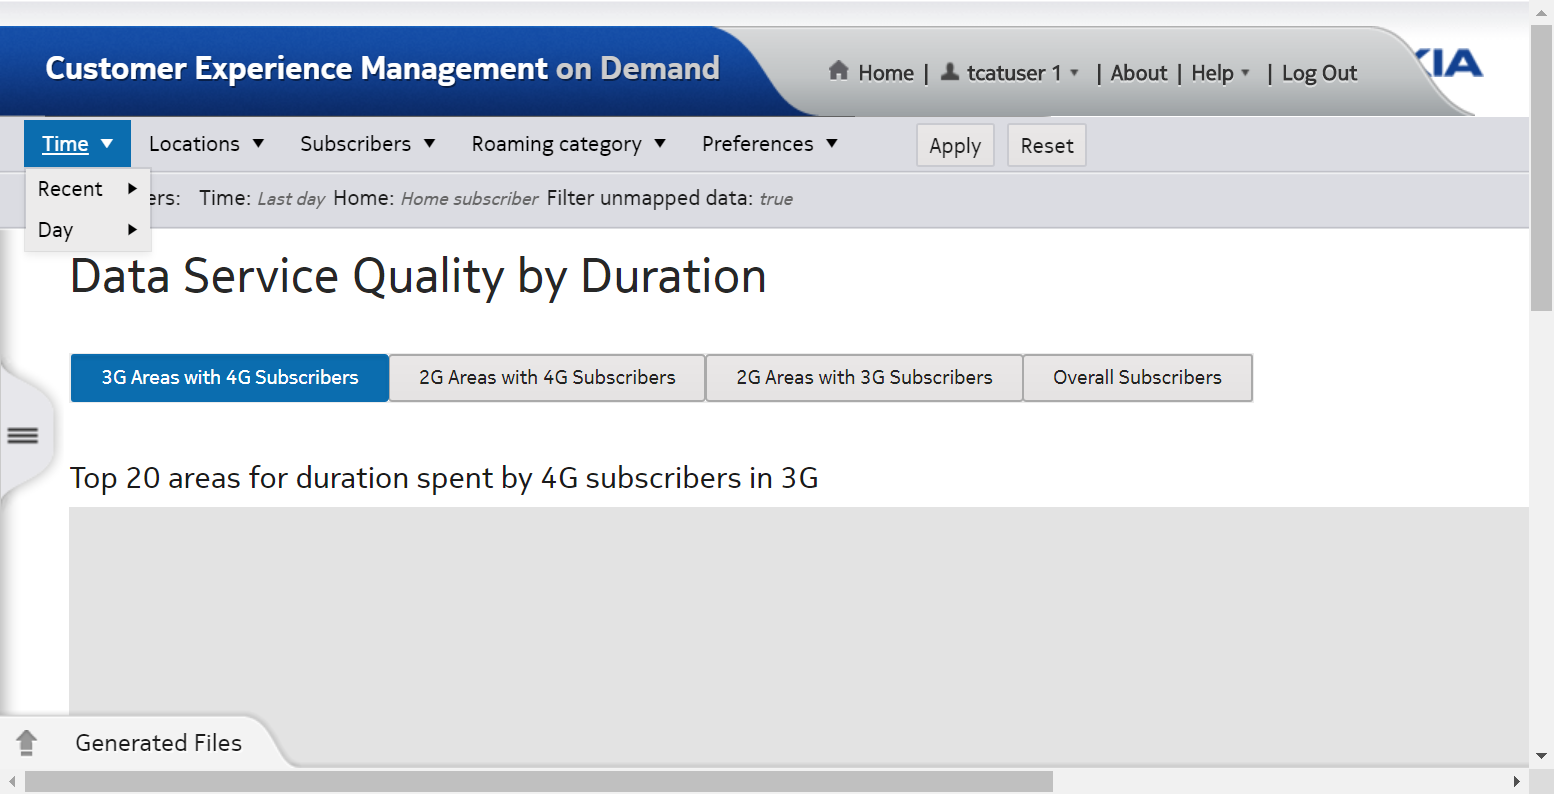 Customer Experience Management on Demand
Home | tcatuser 1 | About | Help | Log Out
KIA
Time Locations Subscribers Roaming category Preferences Apply Reset
Recent
ers: Time: Last day Home: Home subscriber Filter unmapped data: true
Day
Data Service Quality by Duration
3G Areas with 4G Subscribers 2G Areas with 4G Subscribers 2G Areas with 3G Subscribers Overall Subscribers
Top 20 areas for duration spent by 4G subscribers in 3G
Generated Files